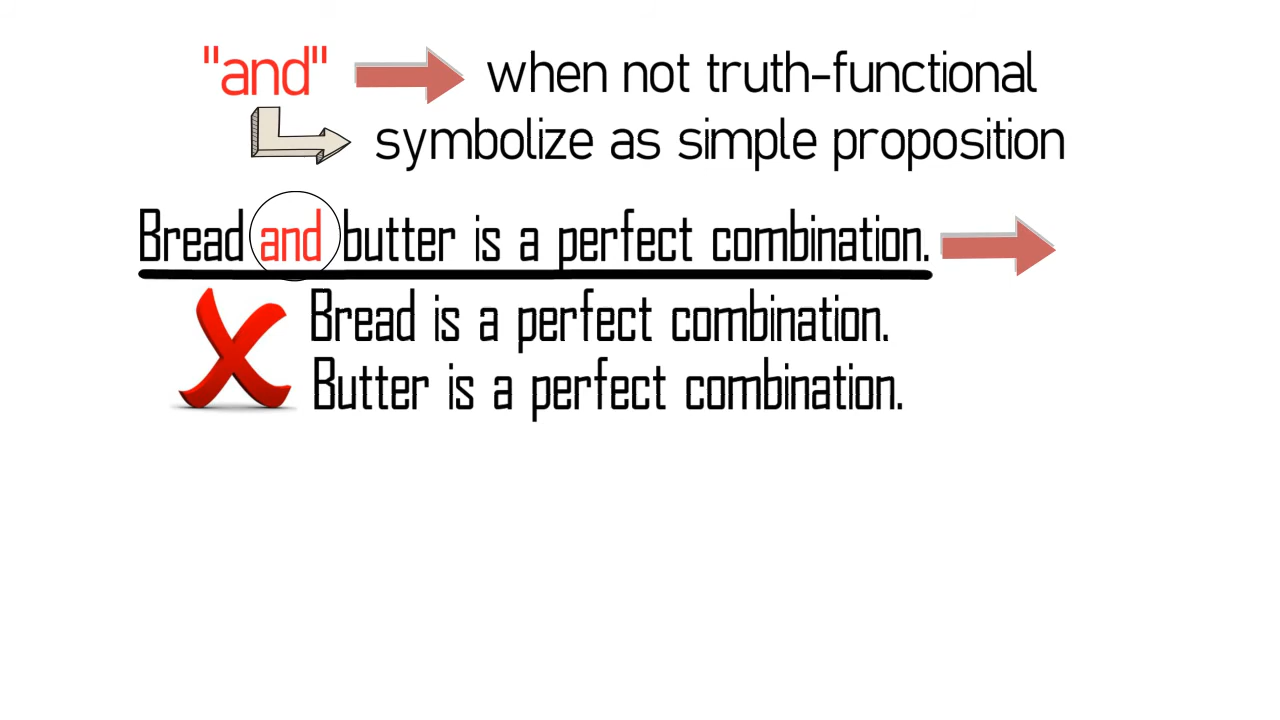 "and" when not truth-functional
symbolize as simple proposition
Bread and butter is a perfect combination.
Bread is a perfect combination.
Butter is a perfect combination.